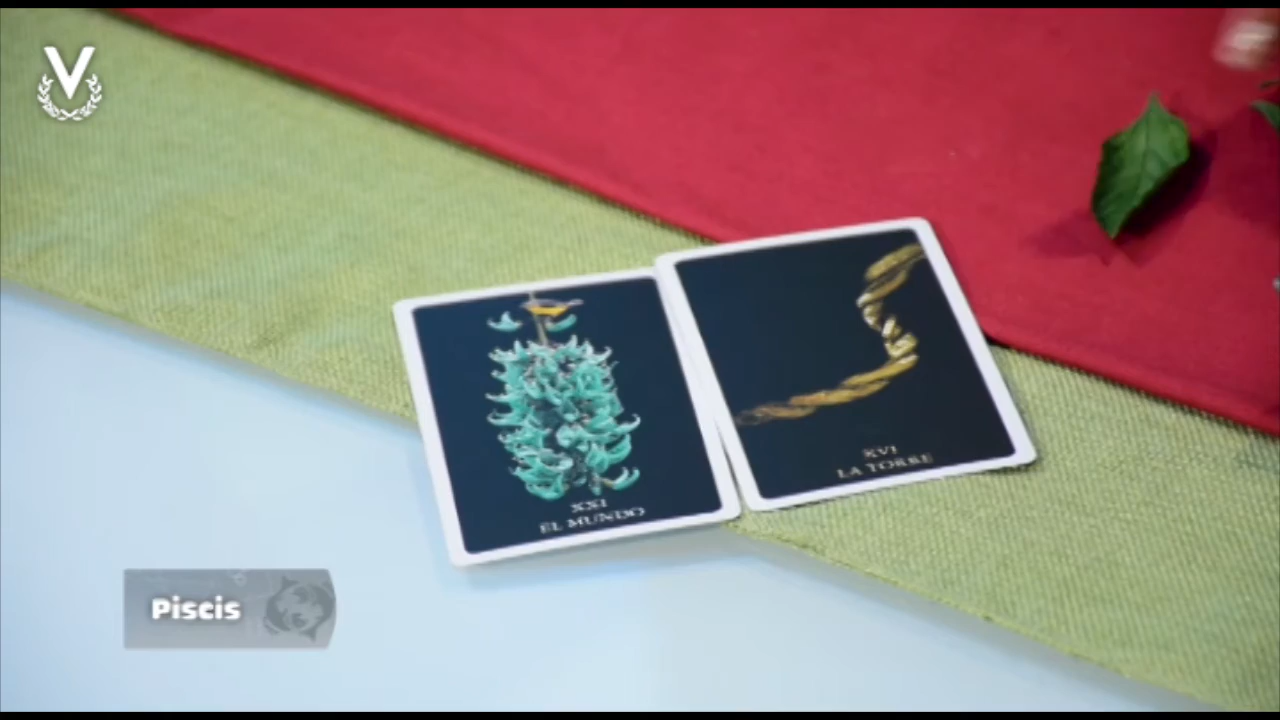 V
XXI
EL MUNDO
XVI
LA TORRE
Piscis